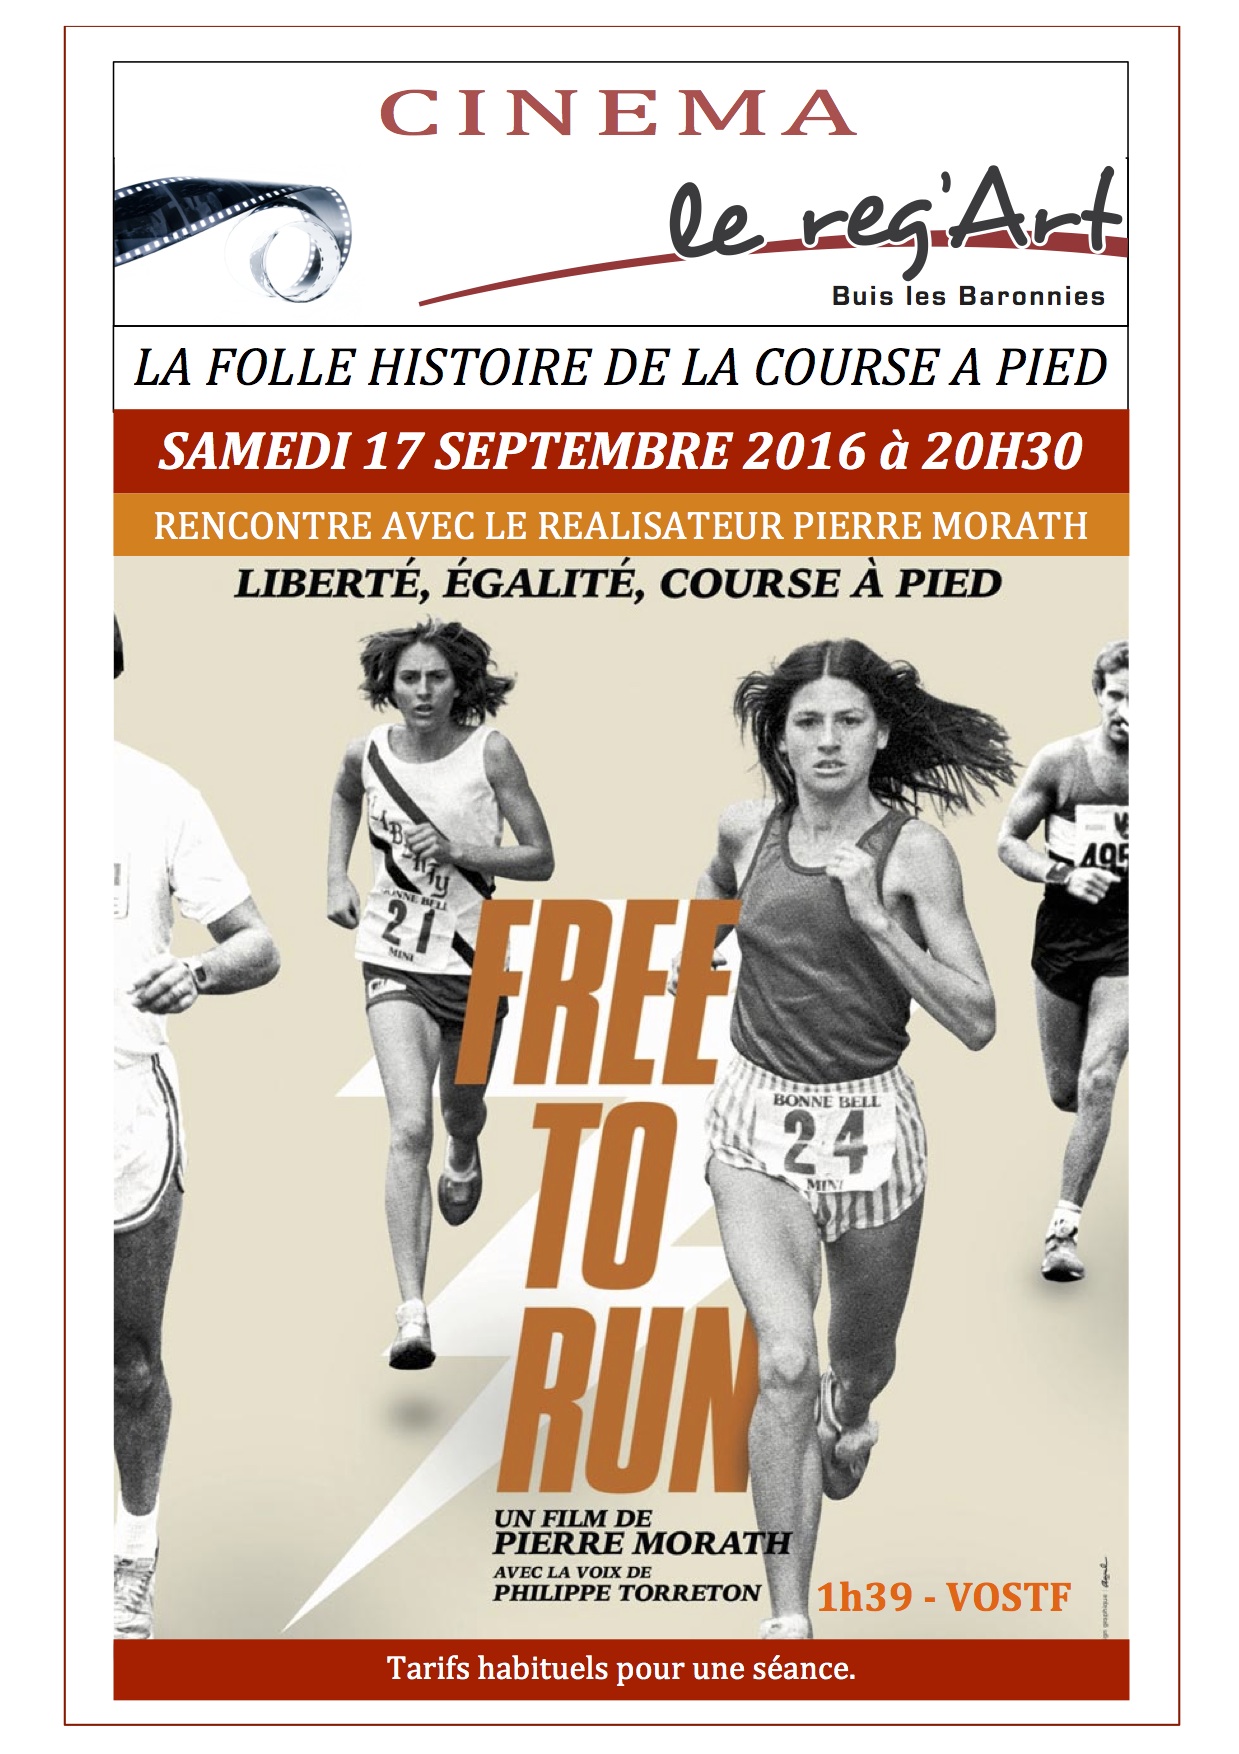 CINEMA
le reg'Art
Buis les Baronnies
LA FOLLE HISTOIRE DE LA COURSE A PIED
SAMEDI 17 SEPTEMBRE 2016 à 20H30
RENCONTRE AVEC LE REALISATEUR PIERRE MORATH
LIBERTÉ, ÉGALITÉ, COURSE À PIED
495
BONNE BELL
21
MINI
FREE
BONNE BELL
24
MINI
TO
RUN
UN FILM DE
PIERRE MORATH
AVEC LA VOIX DE
PHILIPPE TORRETON
1h39 - VOSTF
Tarifs habituels pour une séance.